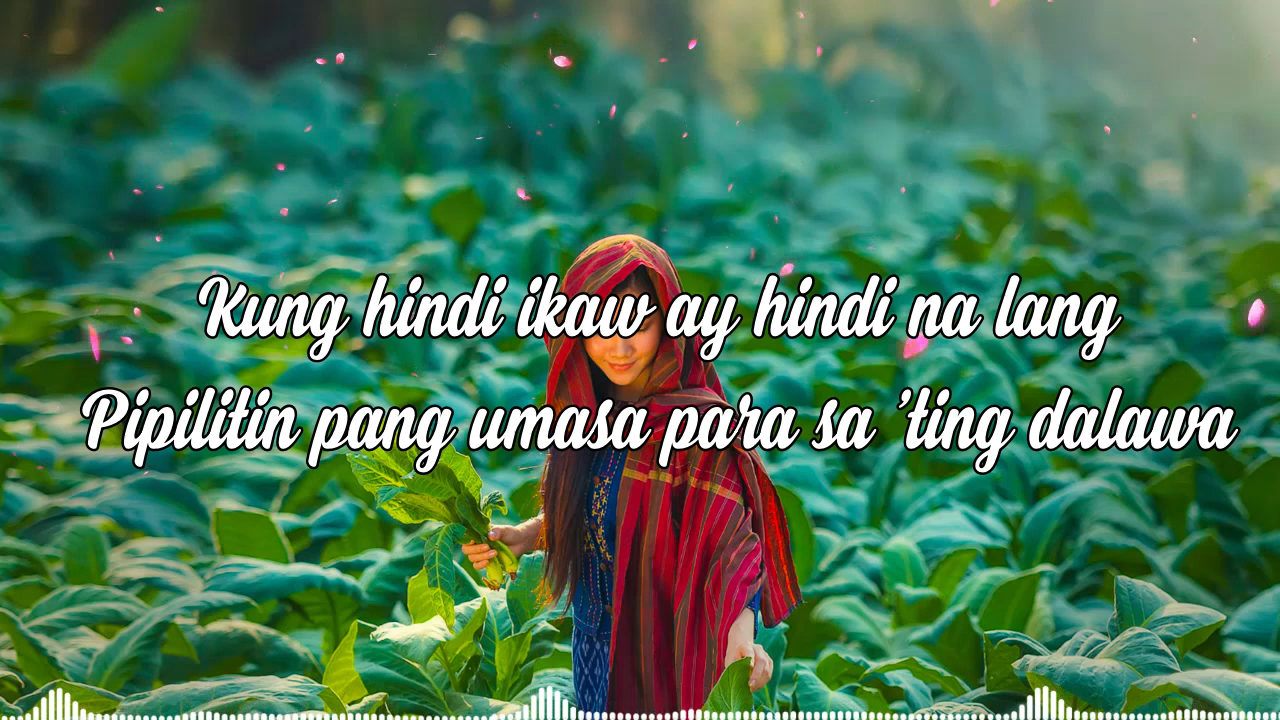 Kung hindi ikaw ay hindi na lang
Pipilitin pang umasa para sa 'ting dalawa